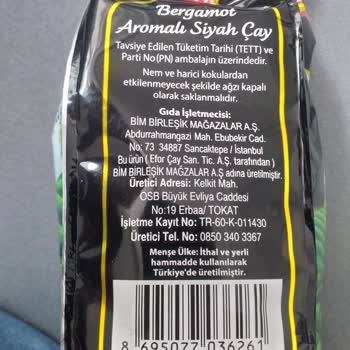 Bergamot
Aromalı Siyah Çay
Tavsiye Edilen Tüketim Tarihi (TETT) ve
Parti No(PN) ambalajın üzerindedir.
Nem ve harici kokulardan
etkilenmeyecek şekilde ağzı kapalı
olarak saklanmalıdır.
Gıda İşletmecisi:
BİM BİRLEŞİK MAĞAZALAR A.Ş.
Abdurrahmangazi Mah. Ebubekir Cad.
No: 73 34887 Sancaktepe / İstanbul
Bu ürün ( Efor Çay San. Tic. A.Ş. tarafından )
BİM BİRLEŞİK MAĞAZALAR A.Ş. adına üretilmiştir.
Üretici Adresi: Kelkit Mah.
OSB Büyük Evliya Caddesi
No:19 Erbaa/ TOKAT
İşletme Kayıt No: TR-60-K-011430
Üretici Tel. No: 0850 340 3367
Menşe Ülke: İthal ve yerli
hammadde kullanılarak
Türkiye'de üretilmiştir.
8 695077 036261